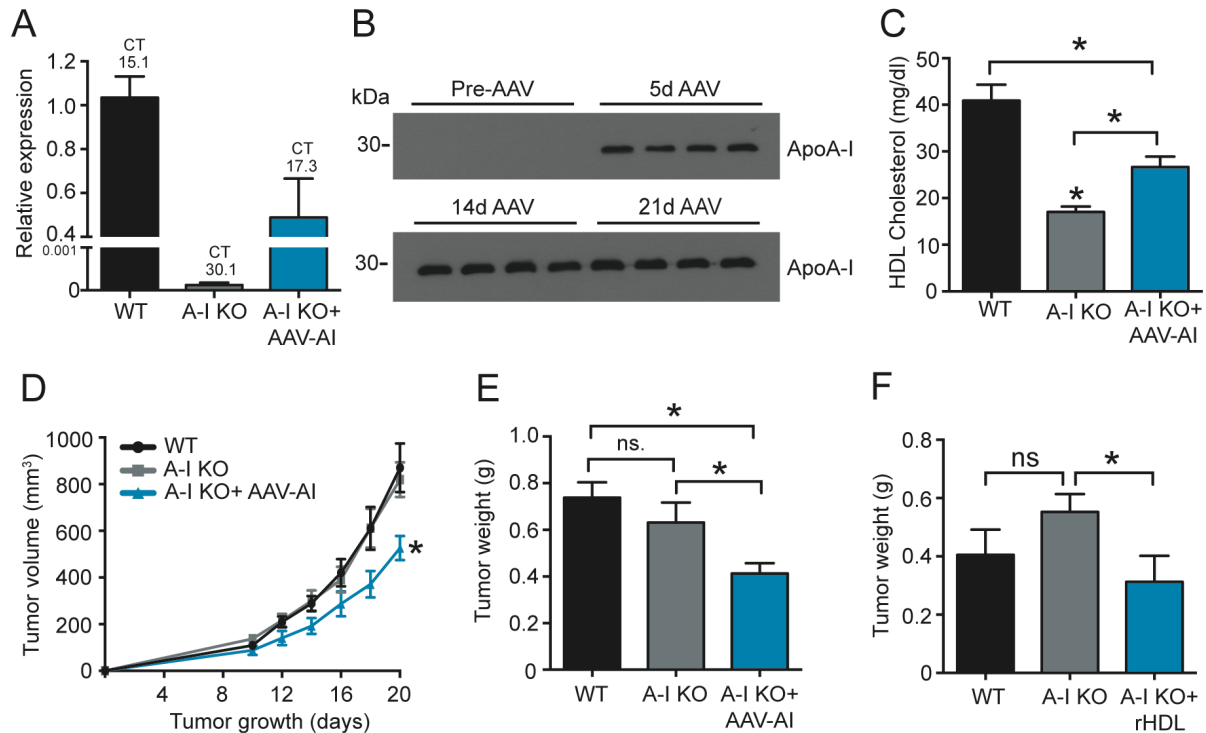 A
Relative expression
1.2
1.0
0.8
0.6
0.4
0.001
0
CT
15.1
CT
30.1
CT
17.3
WT
A-I KO
A-I KO+
AAV-AI
B
kDa
Pre-AAV
5d AAV
30-
ApoA-I
14d AAV
21d AAV
30-
ApoA-I
C
HDL Cholesterol (mg/dl)
50
40
30
20
10
0
*
*
*
WT
A-I KO
A-I KO+
AAV-AI
D
Tumor volume (mm³)
1000
800
600
400
200
0
WT
A-I KO
A-I KO+ AAV-AI
*
4
8
12
16
20
Tumor growth (days)
E
Tumor weight (g)
1.0
0.8
0.6
0.4
0.2
0
*
ns.
*
WT
A-I KO
A-I KO+
AAV-AI
F
Tumor weight (g)
0.8
0.6
0.4
0.2
0
ns
*
WT
A-I KO
A-I KO+
rHDL